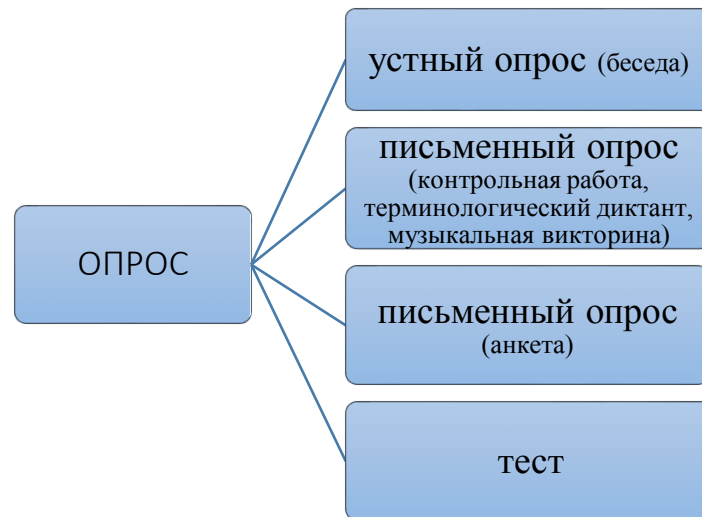 устный опрос (беседа)
письменный опрос
(контрольная работа,
терминологический диктант,
музыкальная викторина)
ОПРОС
письменный опрос
(анкета)
тест